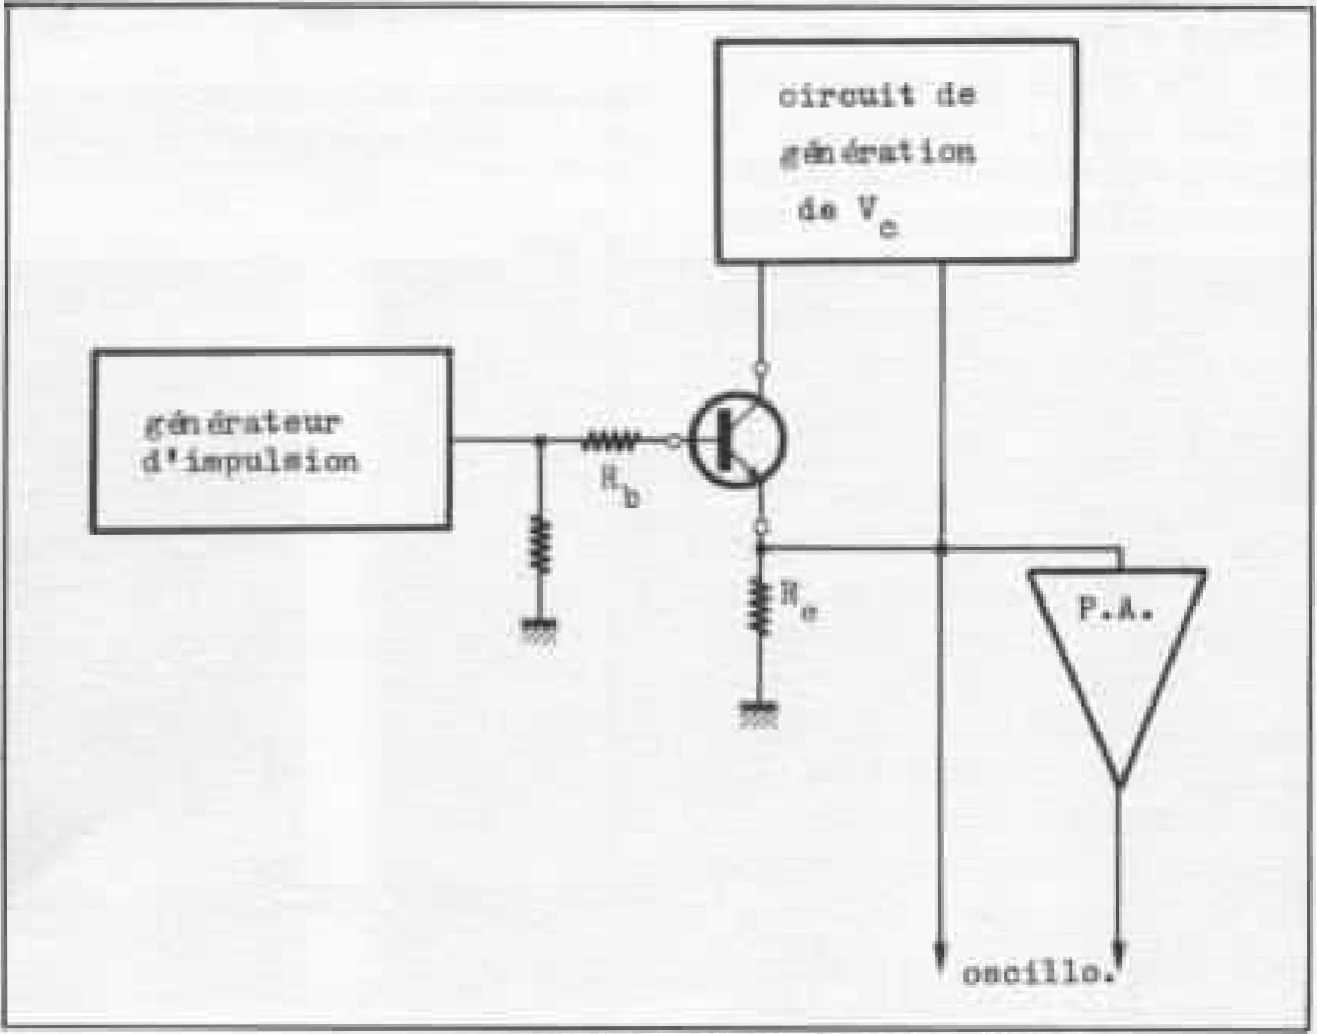 circuit de
génération
de Vc
générateur
d'impulsion
Rb
Re
P.A.
oscillo.